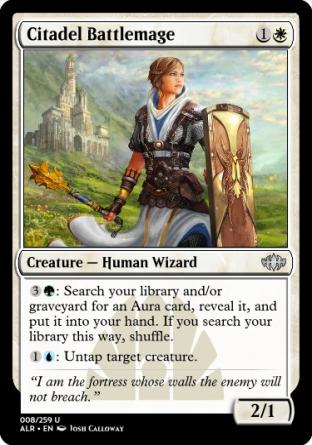 Citadel Battlemage 1
Creature — Human Wizard
3 : Search your library and/or
graveyard for an Aura card, reveal it, and
put it into your hand. If you search your
library this way, shuffle.
1 : Untap target creature.
“I am the fortress whose walls the enemy will
not breach.”
2/1
008/259 U
ALR • EN Josh Calloway